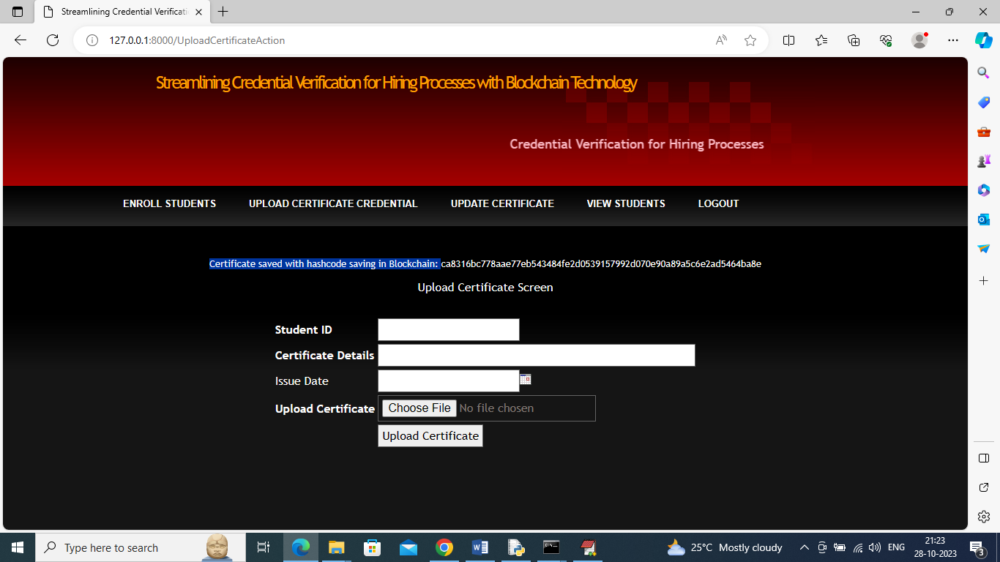 Streamlining Credential Verificati
127.0.0.1:8000/UploadCertificateAction
Streamlining Credential Verification for Hiring Processes with Blockchain Technology
Credential Verification for Hiring Processes
ENROLL STUDENTS UPLOAD CERTIFICATE CREDENTIAL UPDATE CERTIFICATE VIEW STUDENTS LOGOUT
Certificate saved with hashcode saving in Blockchain: ca8316bc778aae77eb543484fe2d0539157992d070e90a89a5c6e2ad5464ba8e
Upload Certificate Screen
Student ID
Certificate Details
Issue Date
Upload Certificate Choose File No file chosen
Upload Certificate
Type here to search
25°C Mostly cloudy
ENG
21:23
28-10-2023
3